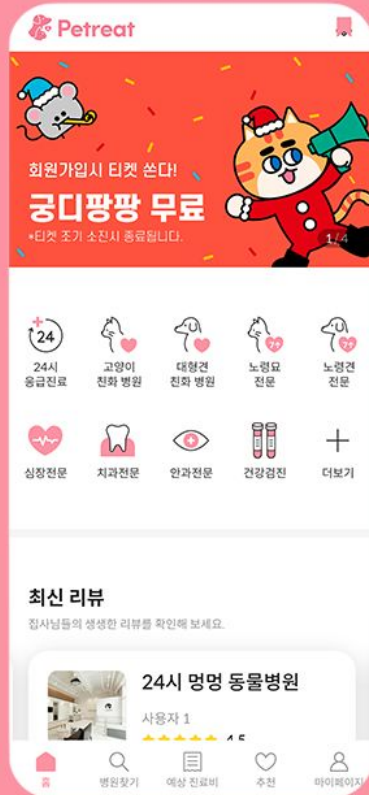 Petreat
회원가입시 티켓 쏜다!
궁디팡팡 무료
*티켓 조기 소진시 종료됩니다.
1/4
24
24시
응급진료
고양이
친화 병원
대형견
친화 병원
7+
노령묘
전문
7+
노령견
전문
심장전문
치과전문
안과전문
건강검진
더보기
최신 리뷰
집사님들의 생생한 리뷰를 확인해 보세요.
24시 멍멍 동물병원
사용자 1
4.5
홈
병원찾기
예상 진료비
추천
마이페이지